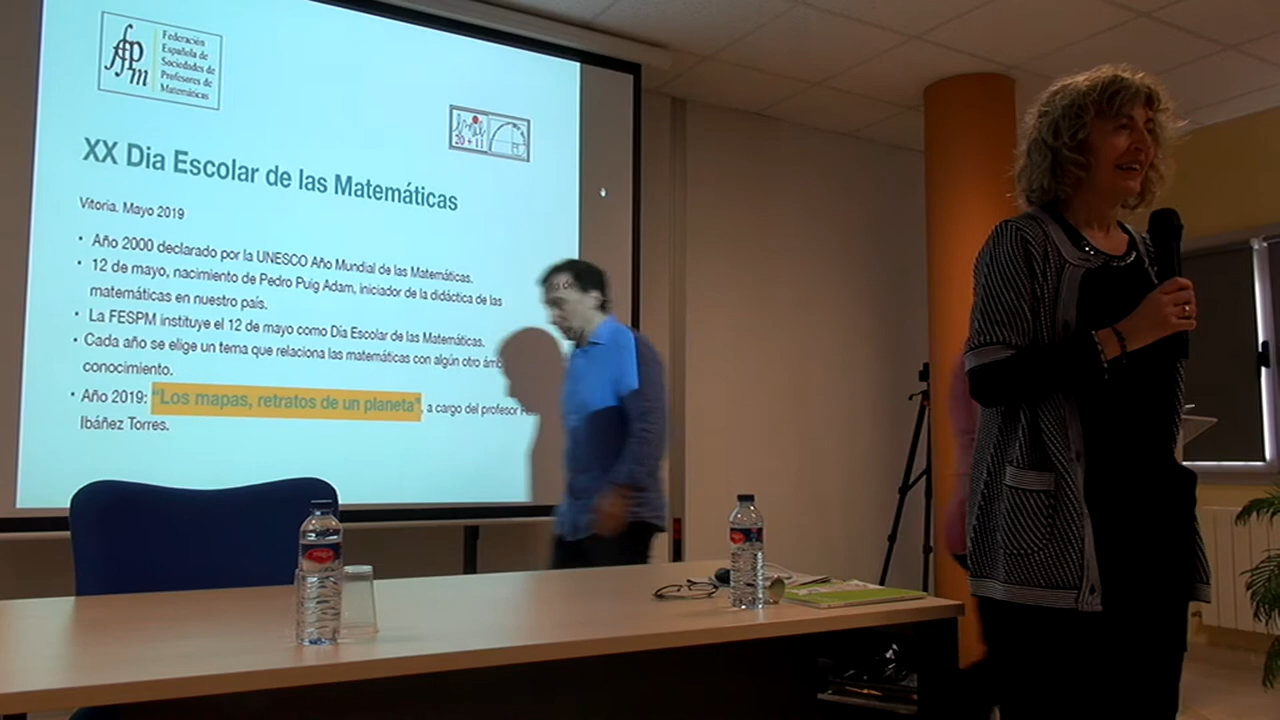 Federación
Española de
Sociedades de
Profesores de
Matemáticas
20 + 11
XX Dia Escolar de las Matemáticas
Vitoria. Mayo 2019
• Año 2000 declarado por la UNESCO Año Mundial de las Matemáticas.
• 12 de mayo, nacimiento de Pedro Puig Adam, iniciador de la didáctica de las
matemáticas en nuestro país.
• La FESPM instituye el 12 de mayo como Día Escolar de las Matemáticas.
• Cada año se elige un tema que relaciona las matemáticas con algún otro
conocimiento.
• Año 2019: “Los mapas, retratos de un planeta”, a cargo del profesor
Ibáñez Torres.